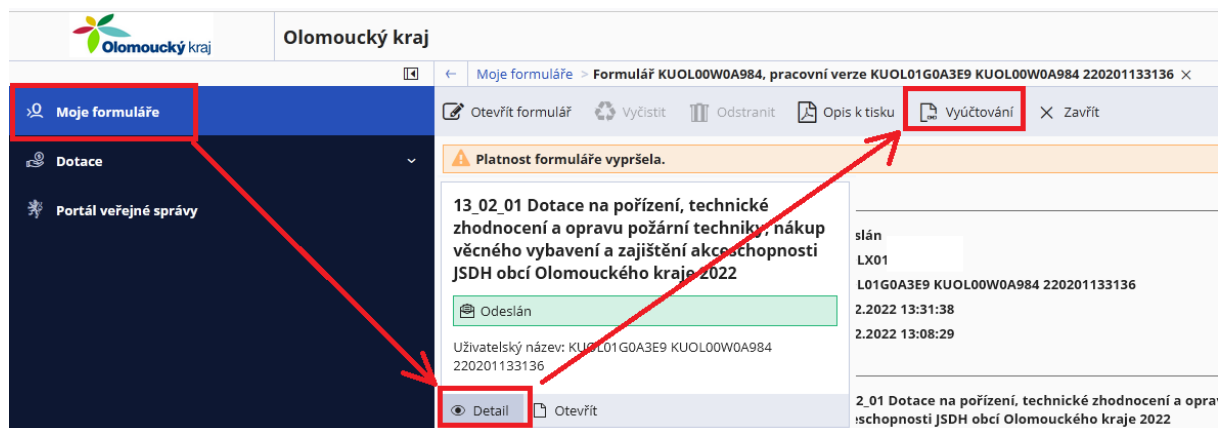 Olomoucký kraj
Olomoucký kraj
← Moje formuláře > Formulář KUOL00W0A984, pracovní verze KUOL01G0A3E9 KUOL00W0A984 220201133136 ×
Moje formuláře
Otevřít formulář Vyčistit Odstranit Opis k tisku Vyúčtování Zavřít
Dotace
Platnost formuláře vypršela.
Portál veřejné správy
13_02_01 Dotace na pořízení, technické
zhodnocení a opravu požární techniky, nákup
věcného vybavení a zajištění akceschopnosti
JSDH obcí Olomouckého kraje 2022
Odeslán
Uživatelský název: KUOL01G0A3E9 KUOL00W0A984
220201133136
Detail Otevřít
slán
LX01
L01G0A3E9 KUOL00W0A984 220201133136
2.2022 13:31:38
2.2022 13:08:29
2_01 Dotace na pořízení, technické zhodnocení a oprav
eschopnosti JSDH obcí Olomouckého kraje 2022